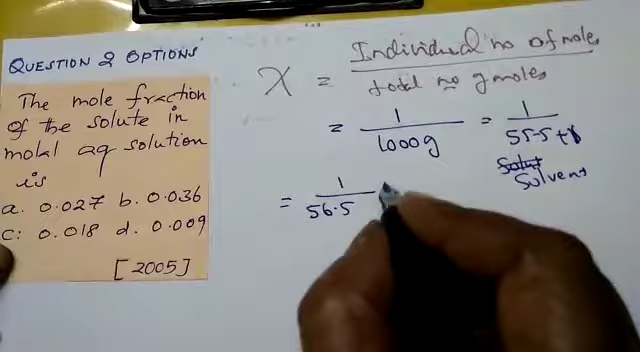 QUESTION 2 OPTIONS
The mole fraction
of the solute in
molal aq solution
is
a. 0.027 b. 0.036
c: 0.018 d. 0.009
[2005]
X = Individual no of moles
total no of moles
= 1 = 1
1000g 55.5+1
Solvent
= 1
56.5